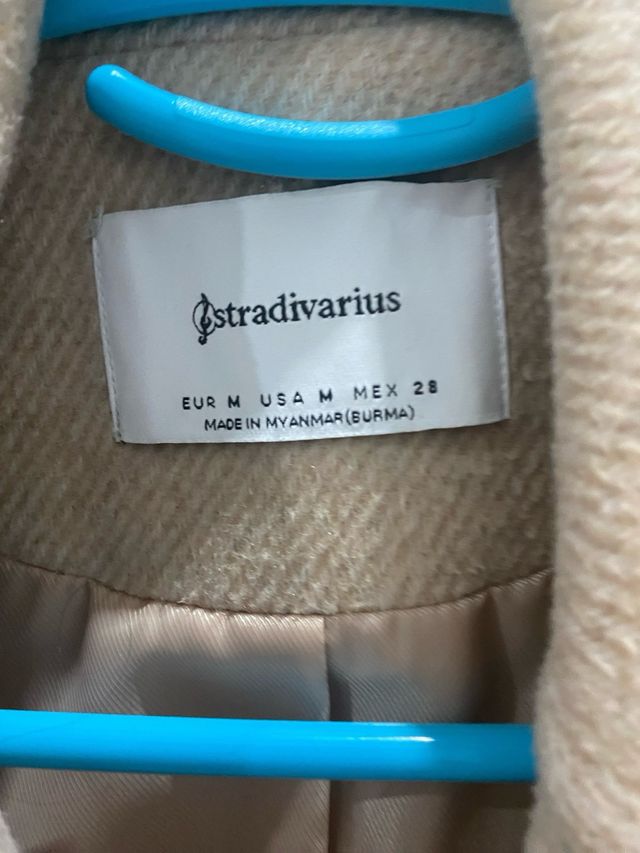 stradivarius
EUR M USA M MEX 28
MADE IN MYANMAR(BURMA)